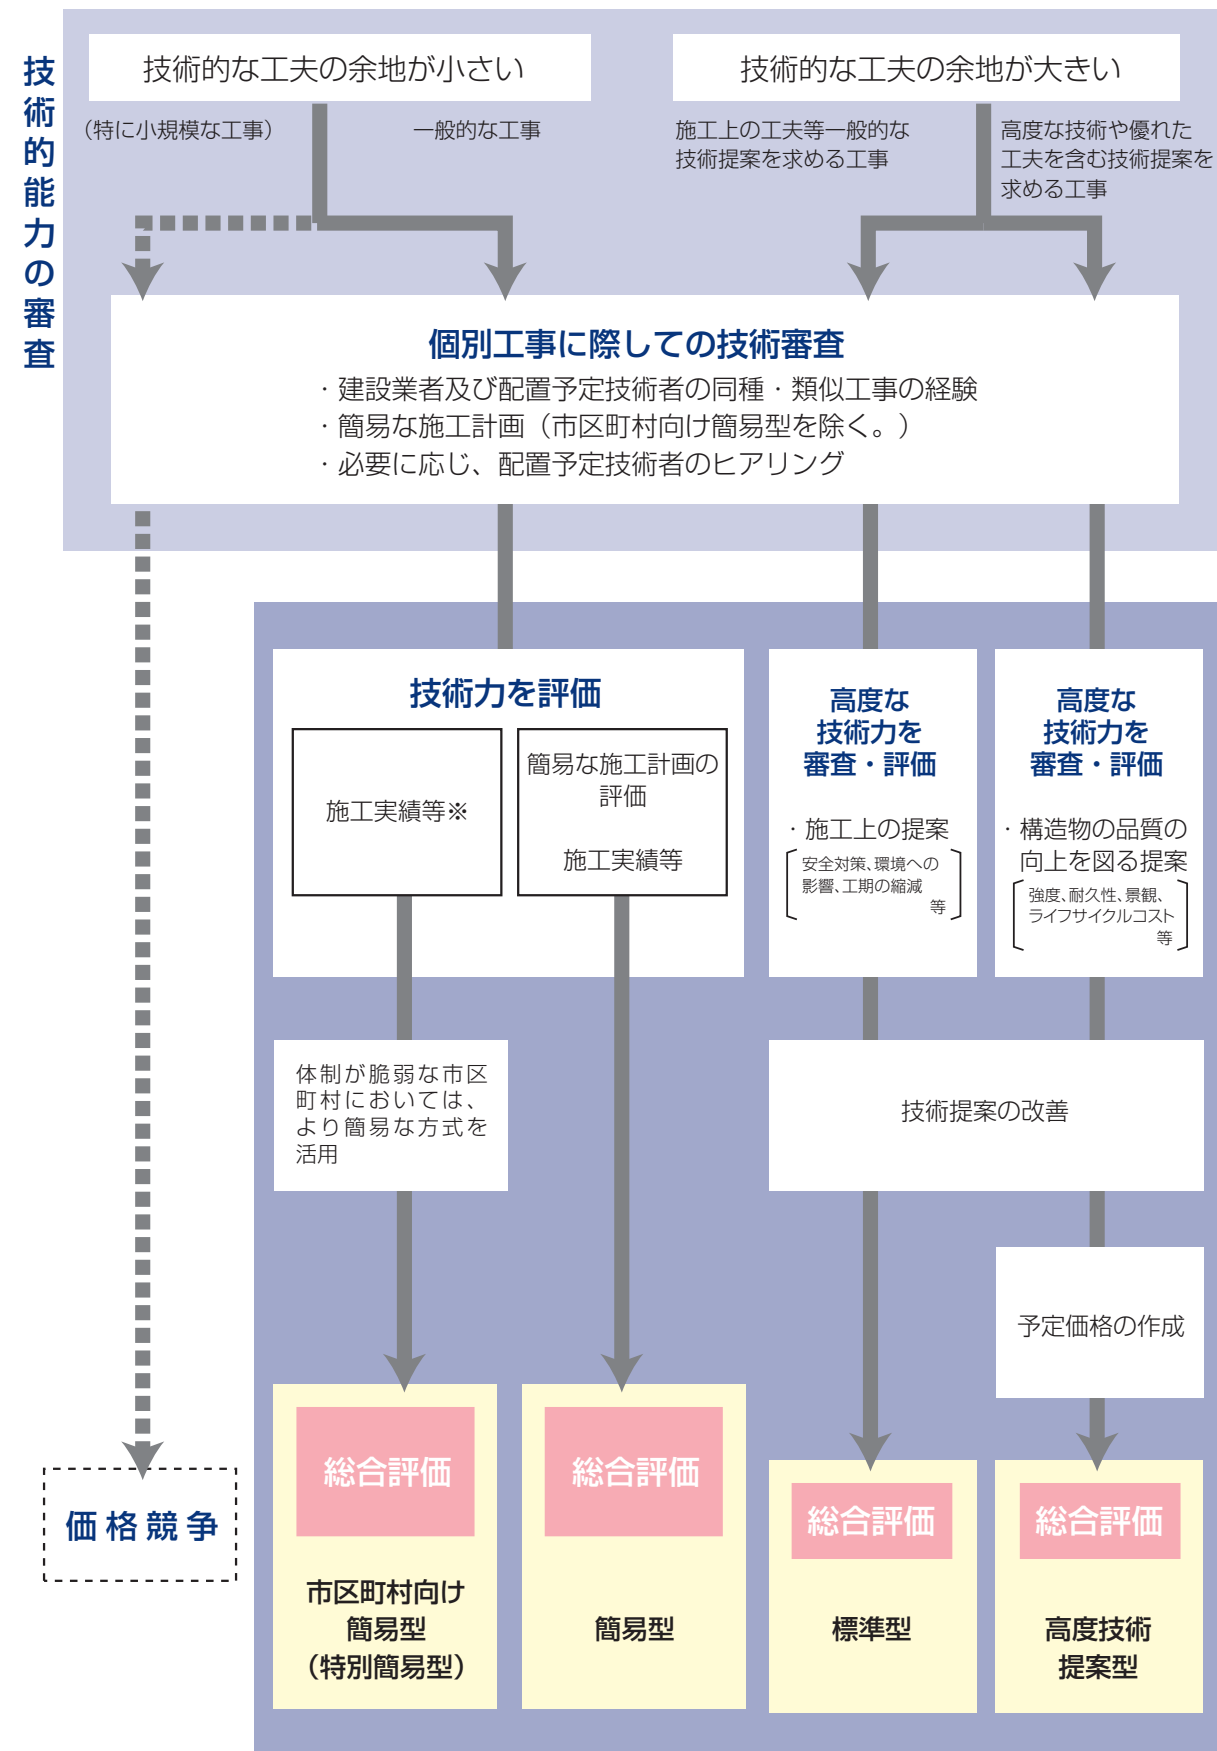 技術的能力の審査
技術的な工夫の余地が小さい
技術的な工夫の余地が大きい
（特に小規模な工事）
一般的な工事
施工上の工夫等一般的な
技術提案を求める工事
高度な技術や優れた
工夫を含む技術提案を
求める工事
個別工事に際しての技術審査
・建設業者及び配置予定技術者の同種・類似工事の経験
・簡易な施工計画（市区町村向け簡易型を除く。）
・必要に応じ、配置予定技術者のヒアリング
技術力を評価
施工実績等※
簡易な施工計画の
評価
施工実績等
高度な
技術力を
審査・評価
・施工上の提案
安全対策、環境への
影響、工期の縮減
等
高度な
技術力を
審査・評価
・構造物の品質の
向上を図る提案
強度、耐久性、景観、
ライフサイクルコスト
等
体制が脆弱な市区
町村においては、
より簡易な方式を
活用
技術提案の改善
予定価格の作成
価格競争
総合評価
市区町村向け
簡易型
（特別簡易型）
総合評価
簡易型
総合評価
標準型
総合評価
高度技術
提案型